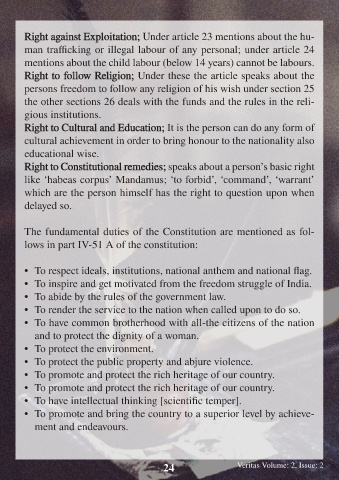 Right against Exploitation; Under article 23 mentions about the hu-
man trafficking or illegal labour of any personal; under article 24
mentions about the child labour (below 14 years) cannot be labours.
Right to follow Religion; Under these the article speaks about the
persons freedom to follow any religion of his wish under section 25
the other sections 26 deals with the funds and the rules in the reli-
gious institutions.
Right to Cultural and Education; It is the person can do any form of
cultural achievement in order to bring honour to the nationality also
educational wise.
Right to Constitutional remedies; speaks about a person's basic right
like 'habeas corpus' Mandamus; 'to forbid', 'command', 'warrant'
which are the person himself has the right to question upon when
delayed so.
The fundamental duties of the Constitution are mentioned as fol-
lows in part IV-51 A of the constitution:
• To respect ideals, institutions, national anthem and national flag.
• To inspire and get motivated from the freedom struggle of India.
• To abide by the rules of the government law.
• To render the service to the nation when called upon to do so.
• To have common brotherhood with all-the citizens of the nation
and to protect the dignity of a woman.
• To protect the environment.
• To protect the public property and abjure violence.
• To promote and protect the rich heritage of our country.
• To promote and protect the rich heritage of our country.
• To have intellectual thinking [scientific temper].
• To promote and bring the country to a superior level by achieve-
ment and endeavours.
24
Veritas Volume: 2, Issue: 2